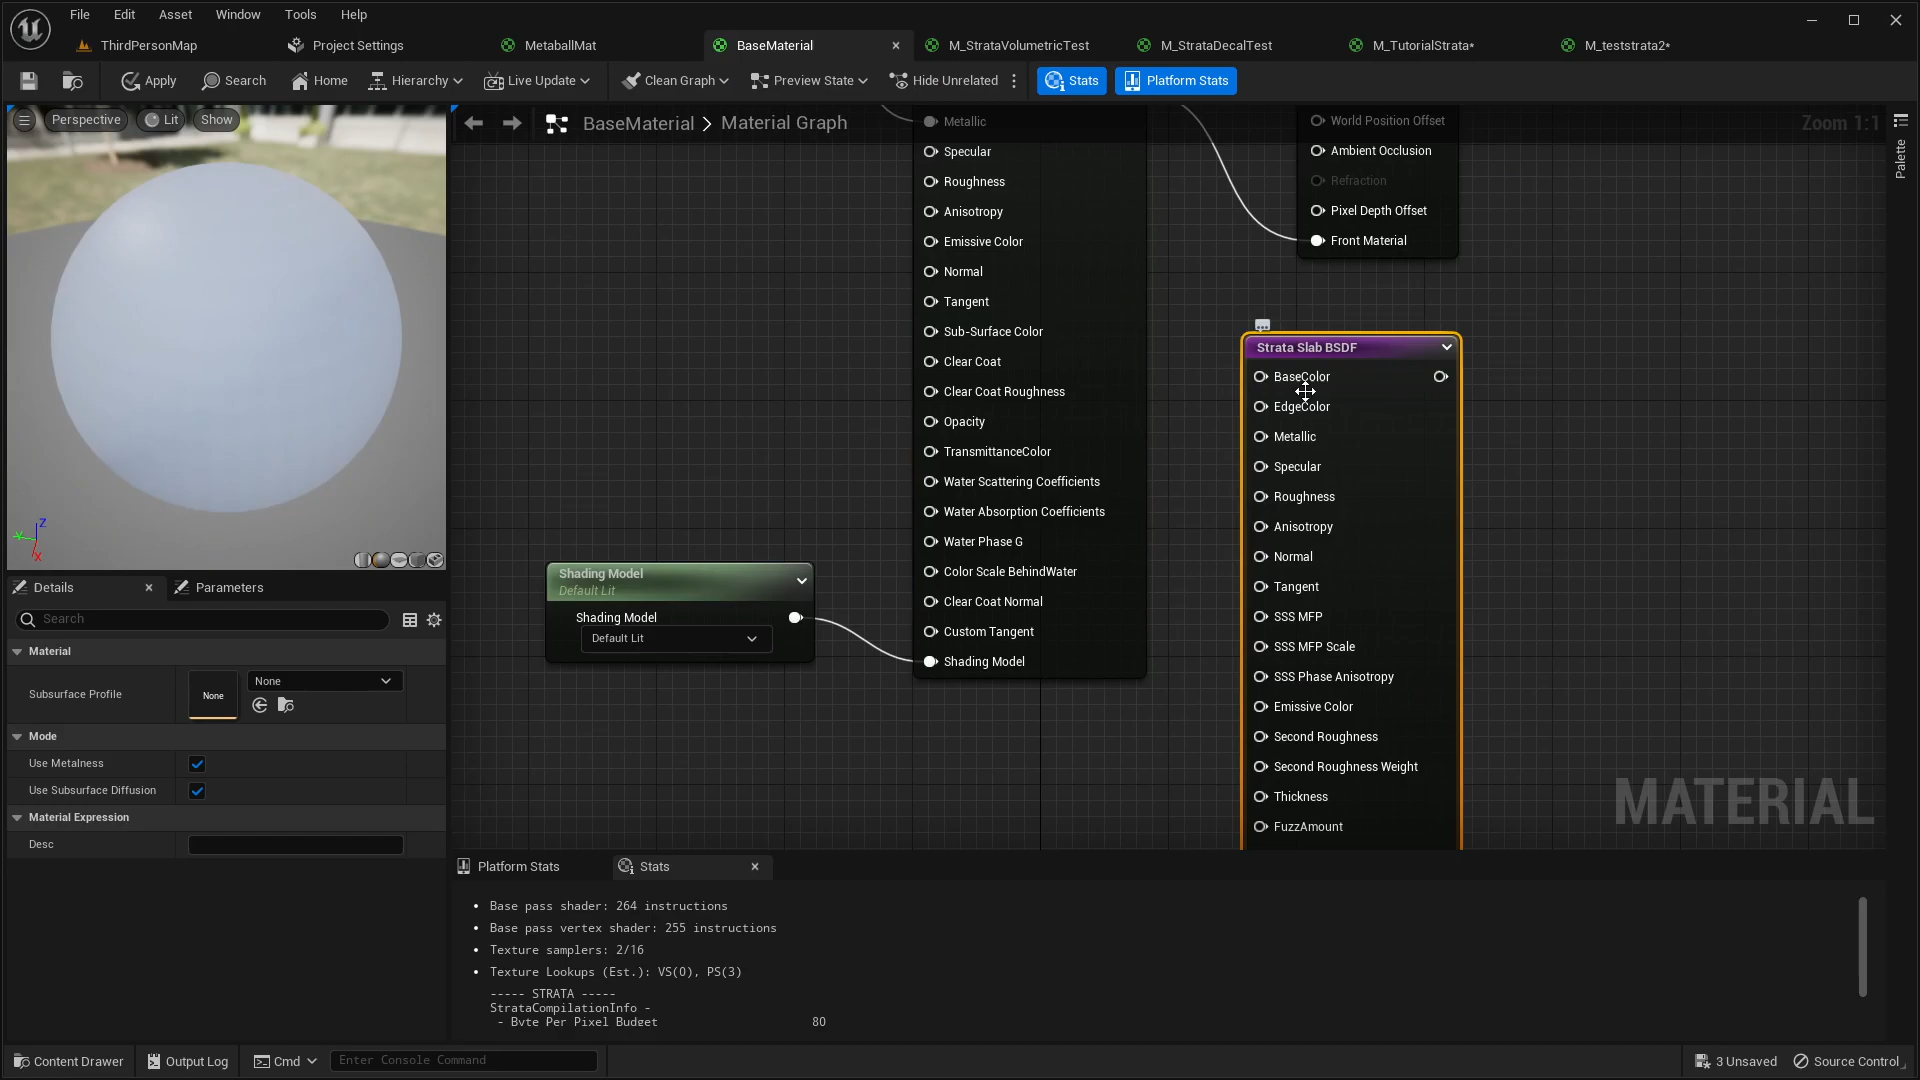 File Edit Asset Window Tools Help
ThirdPersonMap Project Settings MetaballMat BaseMaterial M_StrataVolumetricTest M_StrataDecalTest M_TutorialStrata* M_teststrata2*
Apply Search Home Hierarchy Live Update Clean Graph Preview State Hide Unrelated Stats Platform Stats
Perspective Lit Show
BaseMaterial > Material Graph
Zoom 1:1
Palette
Metallic
Specular
Roughness
Anisotropy
Emissive Color
Normal
Tangent
Sub-Surface Color
Clear Coat
Clear Coat Roughness
Opacity
TransmittanceColor
Water Scattering Coefficients
Water Absorption Coefficients
Water Phase G
Color Scale BehindWater
Clear Coat Normal
Custom Tangent
Shading Model
World Position Offset
Ambient Occlusion
Refraction
Pixel Depth Offset
Front Material
Strata Slab BSDF
BaseColor
EdgeColor
Metallic
Specular
Roughness
Anisotropy
Normal
Tangent
SSS MFP
SSS MFP Scale
SSS Phase Anisotropy
Emissive Color
Second Roughness
Second Roughness Weight
Thickness
FuzzAmount
Shading Model
Default Lit
Shading Model
Default Lit
MATERIAL
Z
Y
X
Details Parameters
Search
Material
Subsurface Profile None None
Mode
Use Metalness
Use Subsurface Diffusion
Material Expression
Desc
Platform Stats Stats
• Base pass shader: 264 instructions
• Base pass vertex shader: 255 instructions
• Texture samplers: 2/16
• Texture Lookups (Est.): VS(0), PS(3)
----- STRATA -----
StrataCompilationInfo -
- Byte Per Pixel Budget 80
Content Drawer Output Log Cmd Enter Console Command 3 Unsaved Source Control